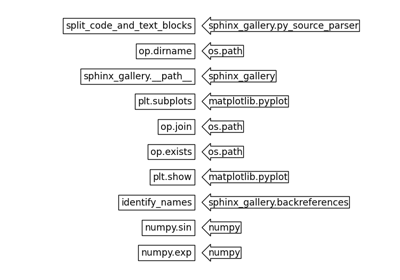 split_code_and_text_blocks sphinx_gallery.py_source_parser
op.dirname os.path
sphinx_gallery.__path__ sphinx_gallery
plt.subplots matplotlib.pyplot
op.join os.path
op.exists os.path
plt.show matplotlib.pyplot
identify_names sphinx_gallery.backreferences
numpy.sin numpy
numpy.exp numpy